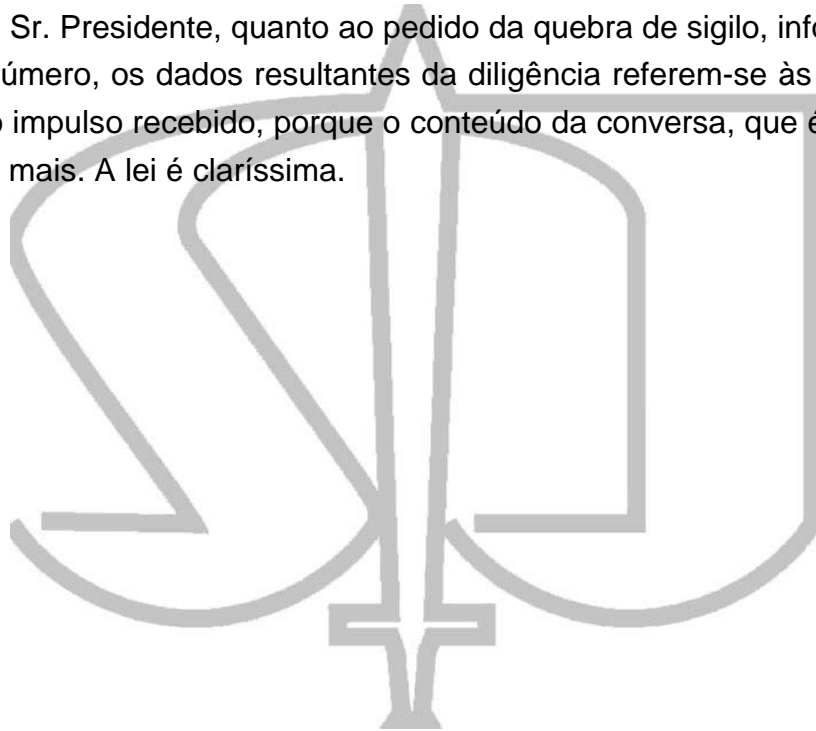 Sr. Presidente, quanto ao pedido da quebra de sigilo, info
úmero, os dados resultantes da diligência referem-se às
o impulso recebido, porque o conteúdo da conversa, que é
mais. A lei é claríssima.